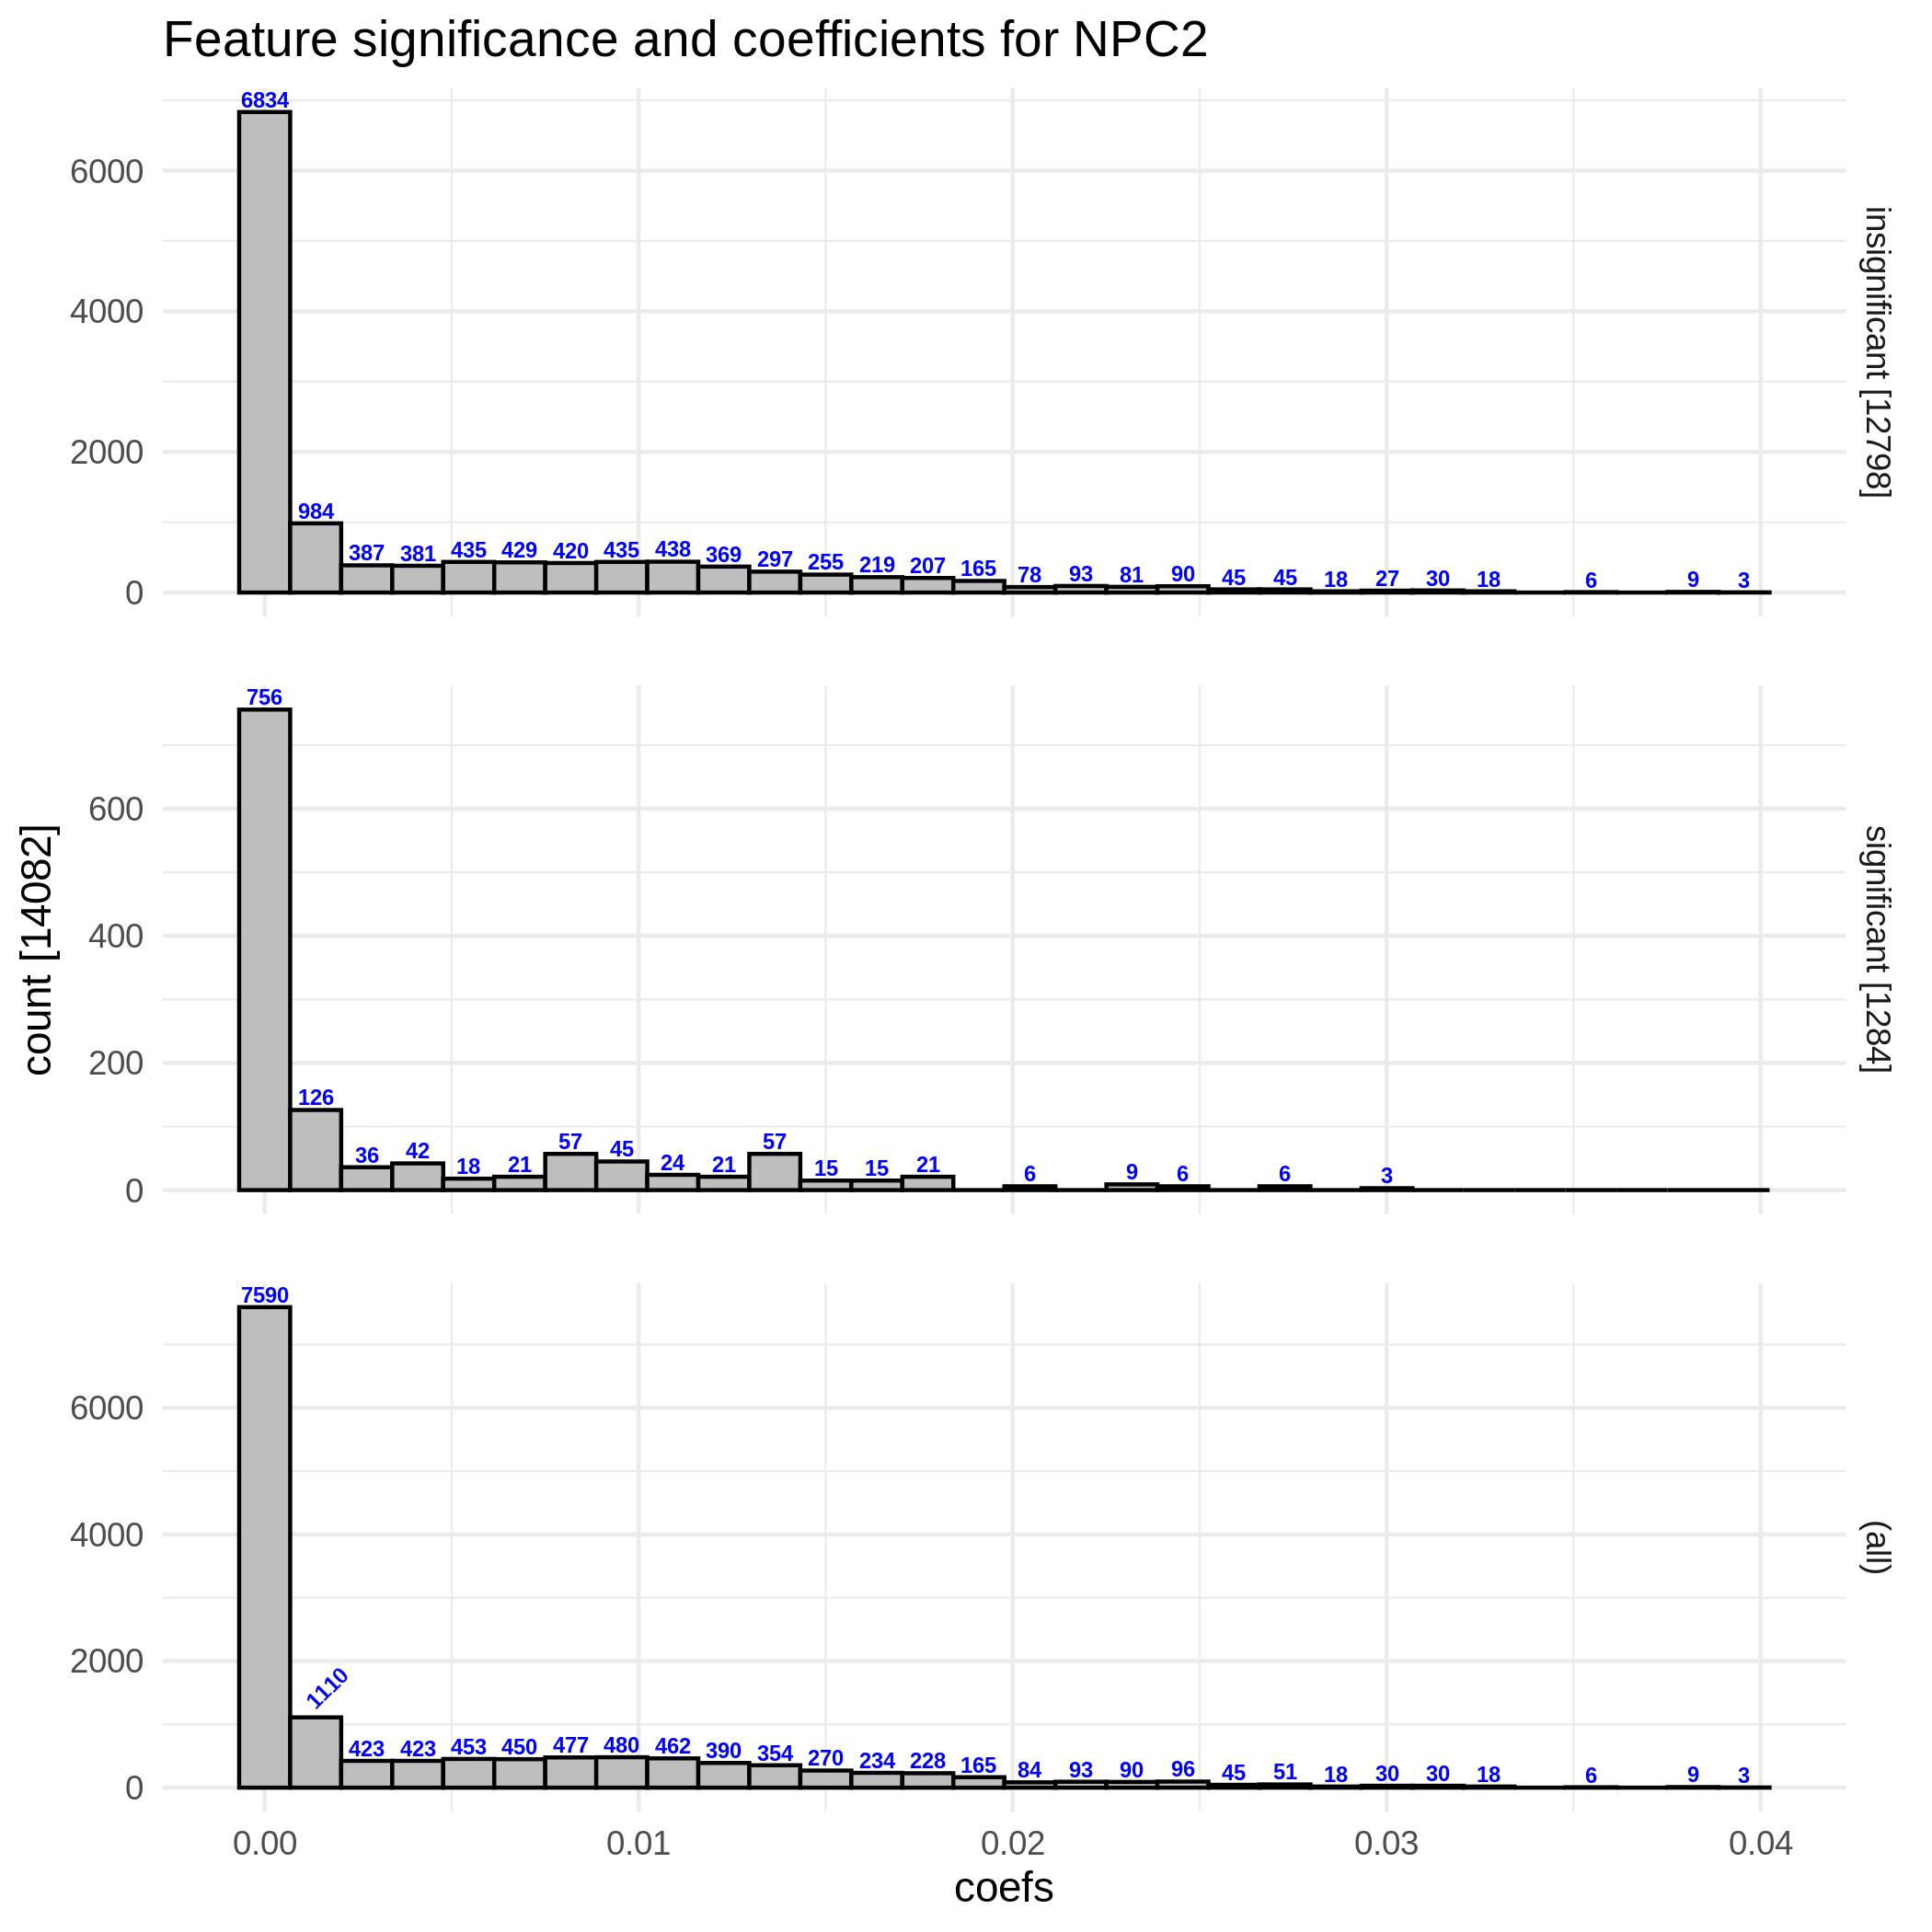 Feature significance and coefficients for NPC2
count [14082]
6834
984
387 381 435 429 420 435 438 369 297 255 219 207 165 78 93 81 90 45 45 18 27 30 18 6 9 3
6000
4000
2000
0
insignificant [12798]
756
126
36 42 18 21 57 45 24 21 57 15 15 21 6 9 6 6 3
600
400
200
0
significant [1284]
7590
1110
423 423 453 450 477 480 462 390 354 270 234 228 165 84 93 90 96 45 51 18 30 30 18 6 9 3
6000
4000
2000
0
(all)
0.00 0.01 0.02 0.03 0.04
coefs